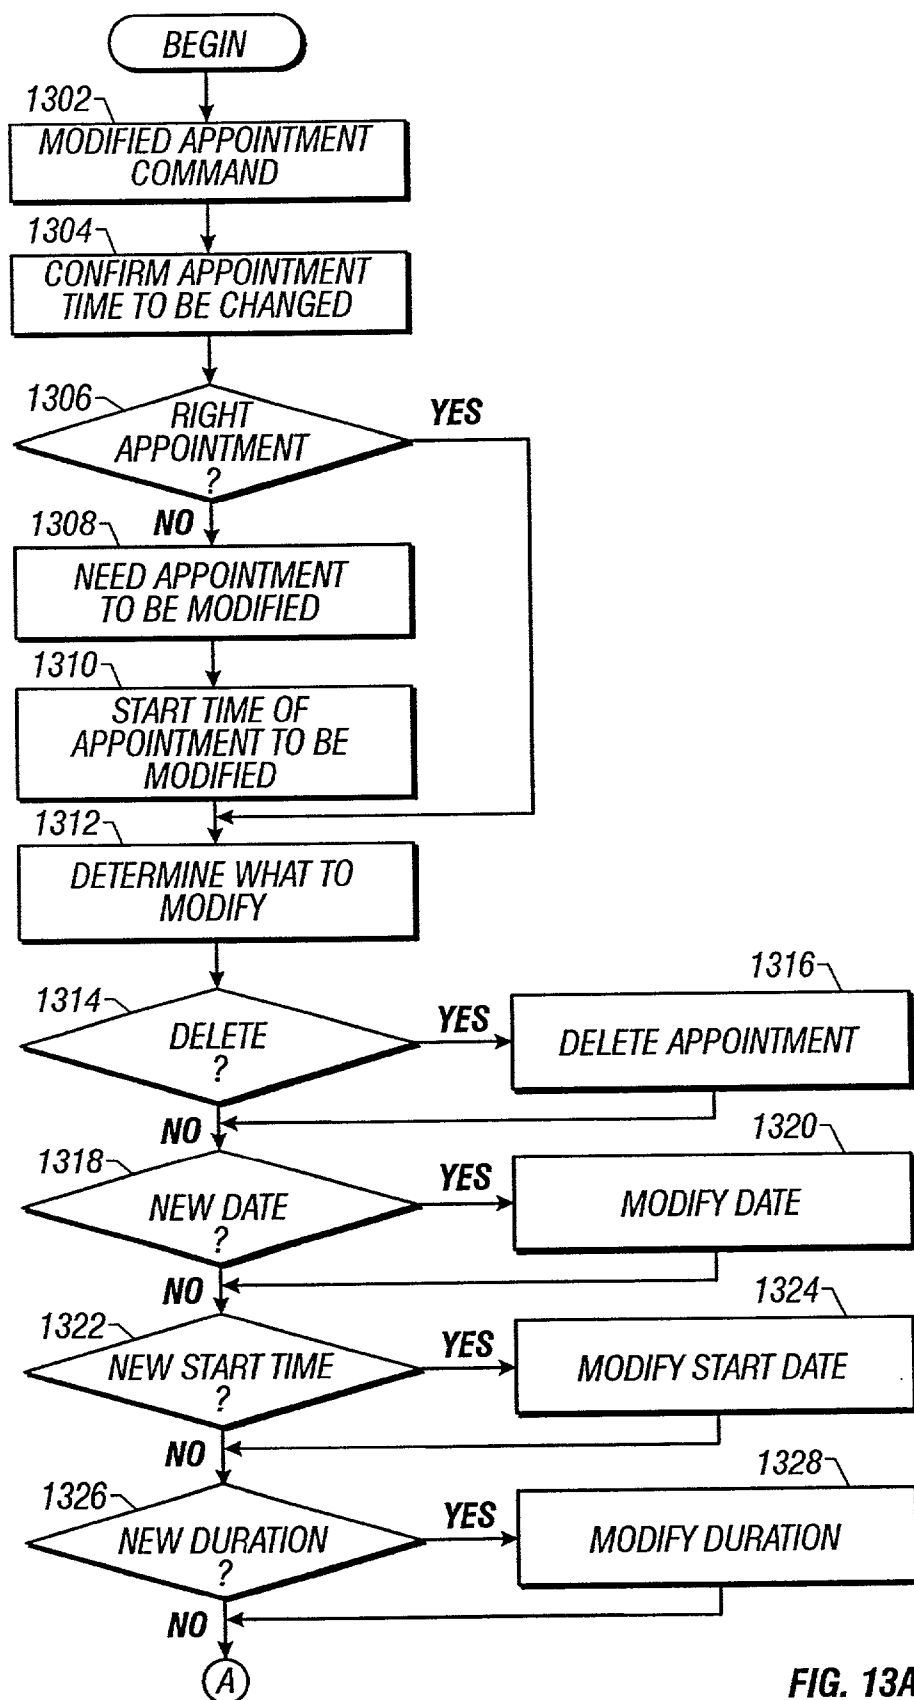 BEGIN
1302
MODIFIED APPOINTMENT
COMMAND
1304
CONFIRM APPOINTMENT
TIME TO BE CHANGED
1306
RIGHT
APPOINTMENT
?
YES
NO
1308
NEED APPOINTMENT
TO BE MODIFIED
1310
START TIME OF
APPOINTMENT TO BE
MODIFIED
1312
DETERMINE WHAT TO
MODIFY
1314
DELETE
?
YES
1316
DELETE APPOINTMENT
NO
1318
NEW DATE
?
YES
1320
MODIFY DATE
NO
1322
NEW START TIME
?
YES
1324
MODIFY START DATE
NO
1326
NEW DURATION
?
YES
1328
MODIFY DURATION
NO
A
FIG. 13A